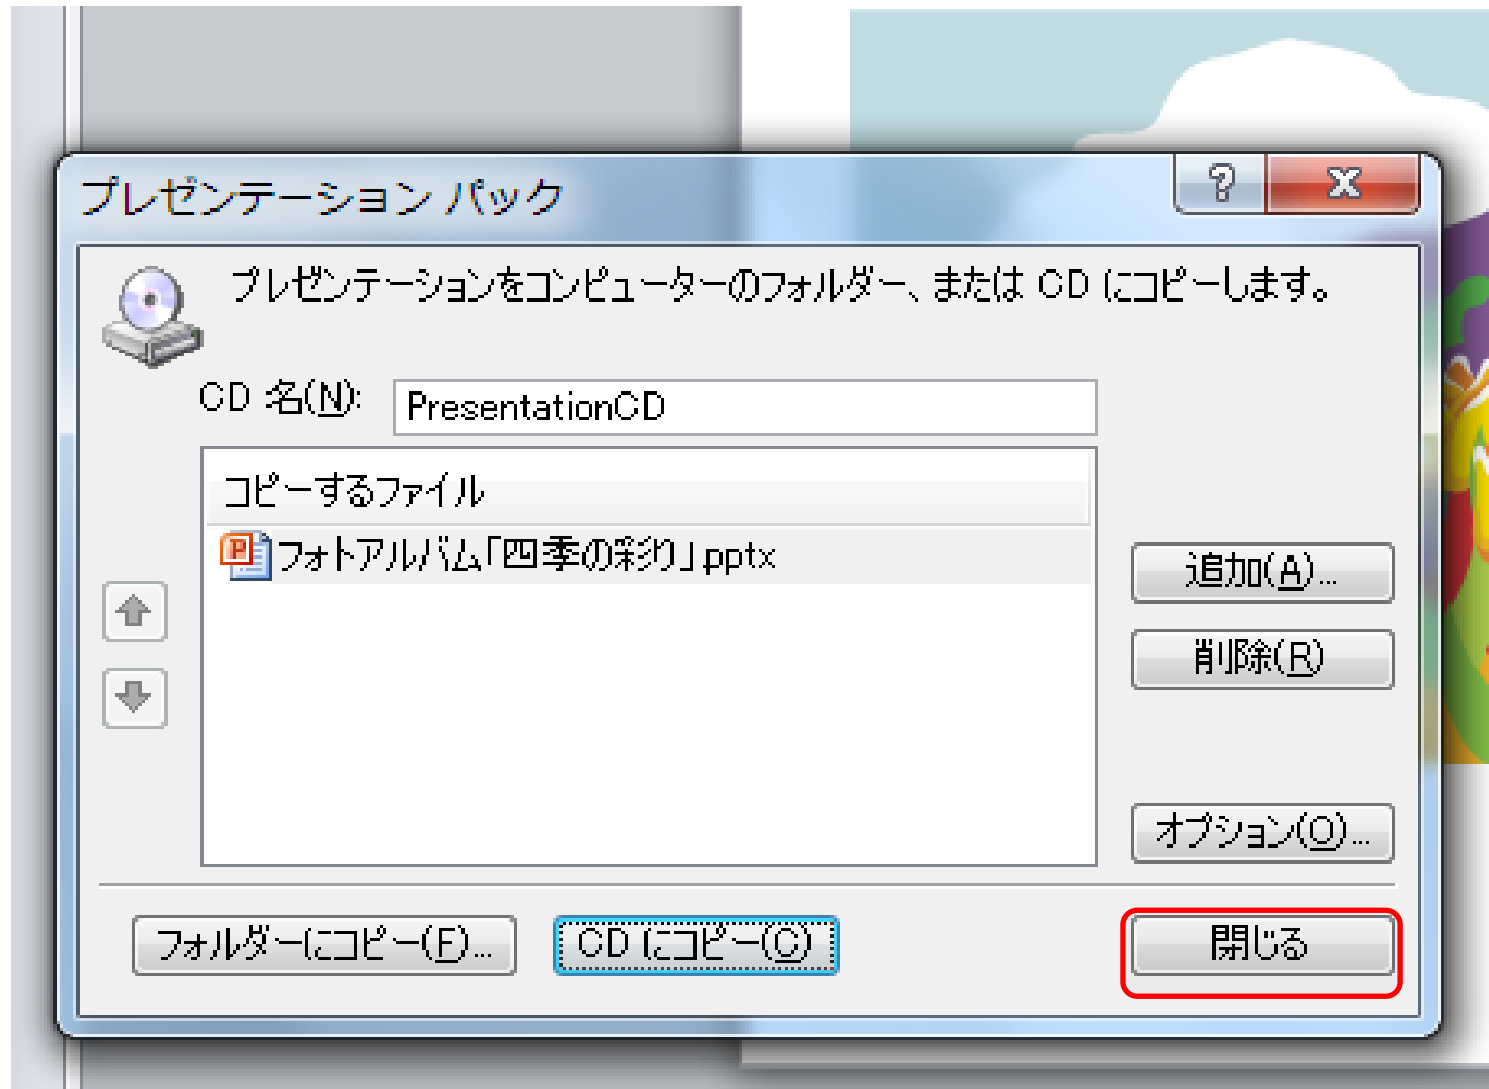 プレゼンテーション パック
プレゼンテーションをコンピューターのフォルダー、または CD にコピーします。
CD 名(N):
PresentationCD
コピーするファイル
フォトアルバム「四季の彩り」.pptx
追加(A)...
削除(R)
オプション(O)...
フォルダーにコピー(F)...
CD にコピー(C)
閉じる